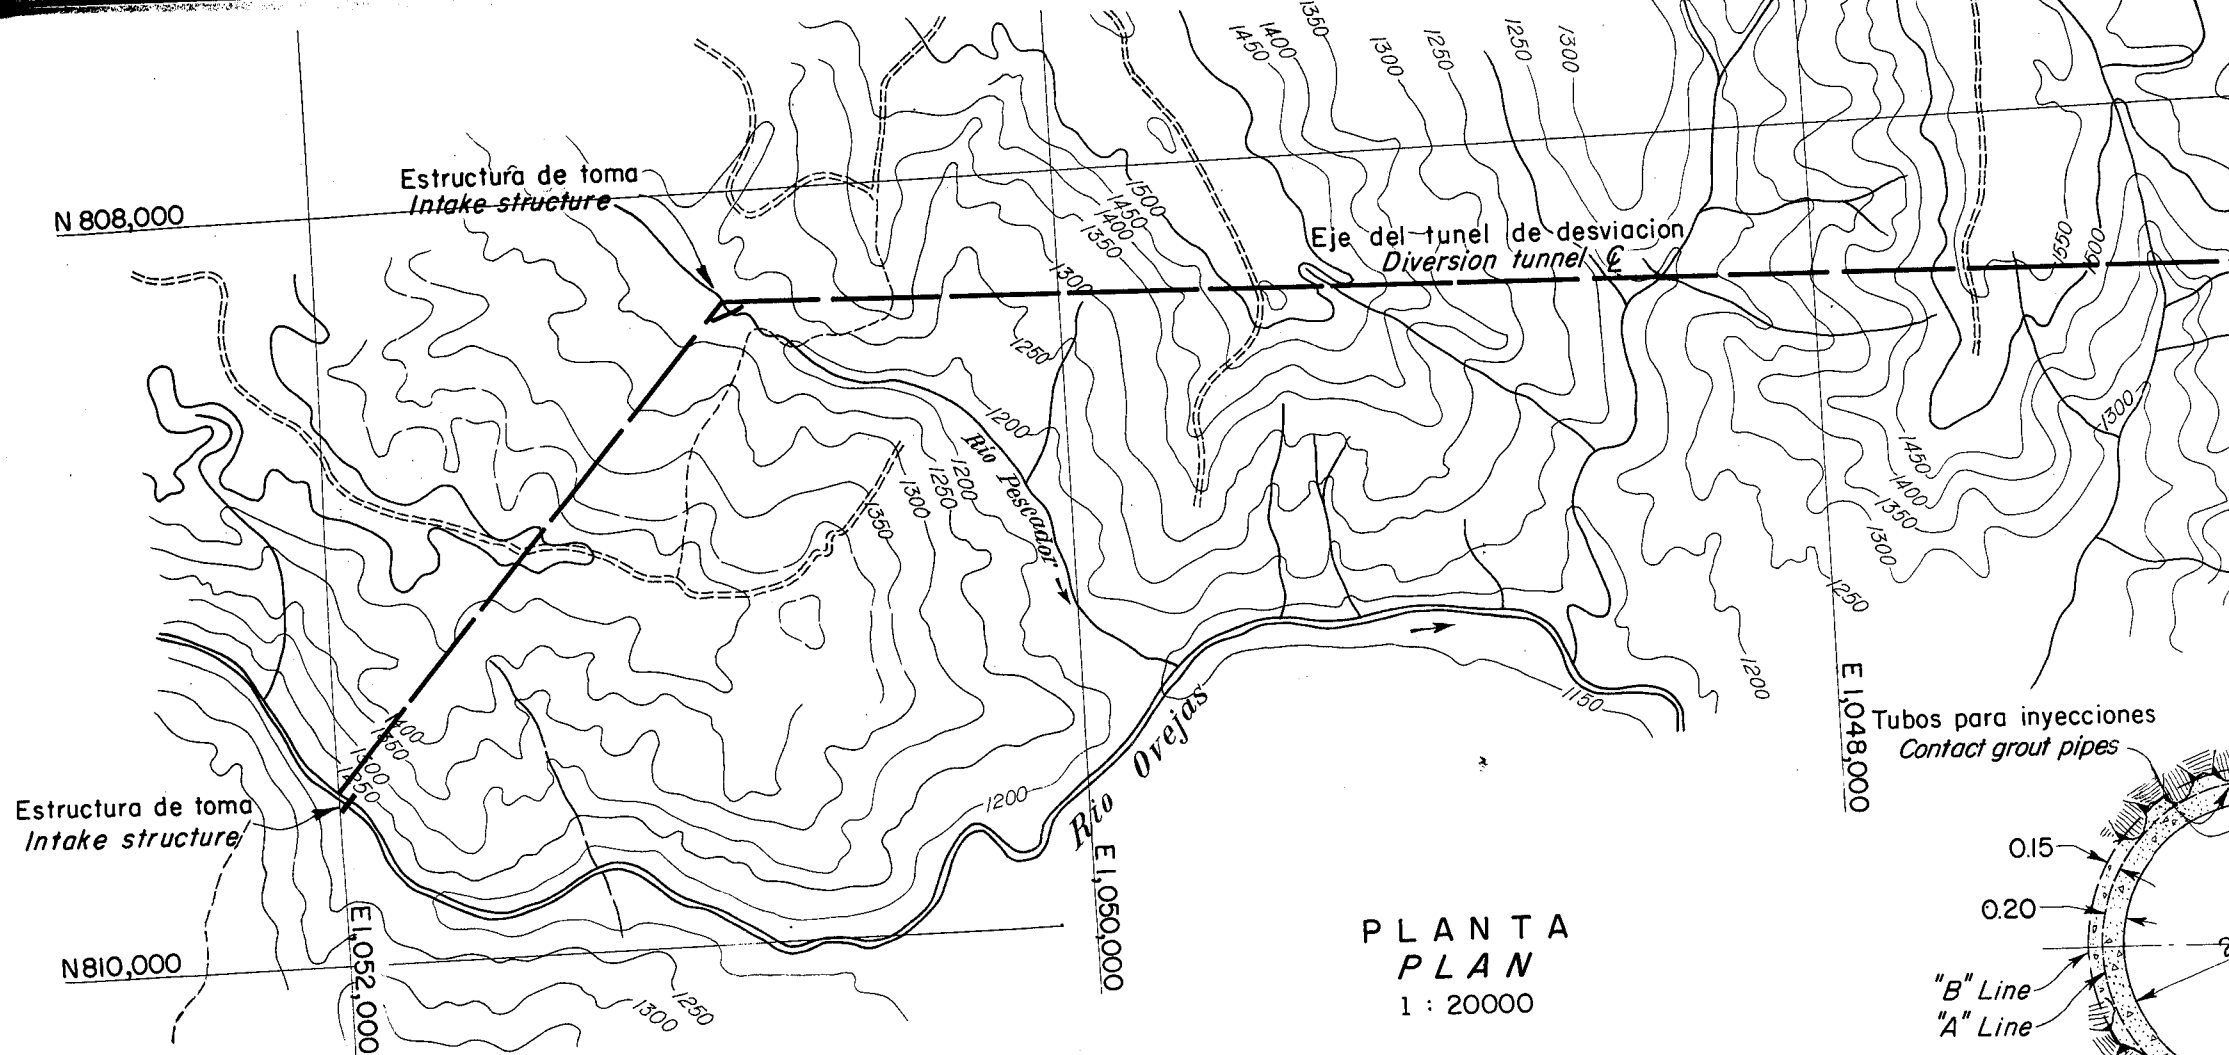 1350
1400
1450
1300
1250
1250
1300
Estructura de toma
Intake structure
N 808,000
1500
1450
1400
1350
1300
Eje del tunel de desviacion
Diversion tunnel ℄
1550
1500
1250
1200
Rio Pescador
1200
1250
1300
1350
1300
1450
1400
1350
1300
1250
1200
1150
E 1,048,000
Tubos para inyecciones
Contact grout pipes
1400
1350
1300
1250
Estructura de toma
Intake structure
1200
Rio Ovejas
E 1,050,000
E 1,052,000
N 810,000
1250
1300
PLANTA
PLAN
1 : 20000
0.15
0.20
"B" Line
"A" Line